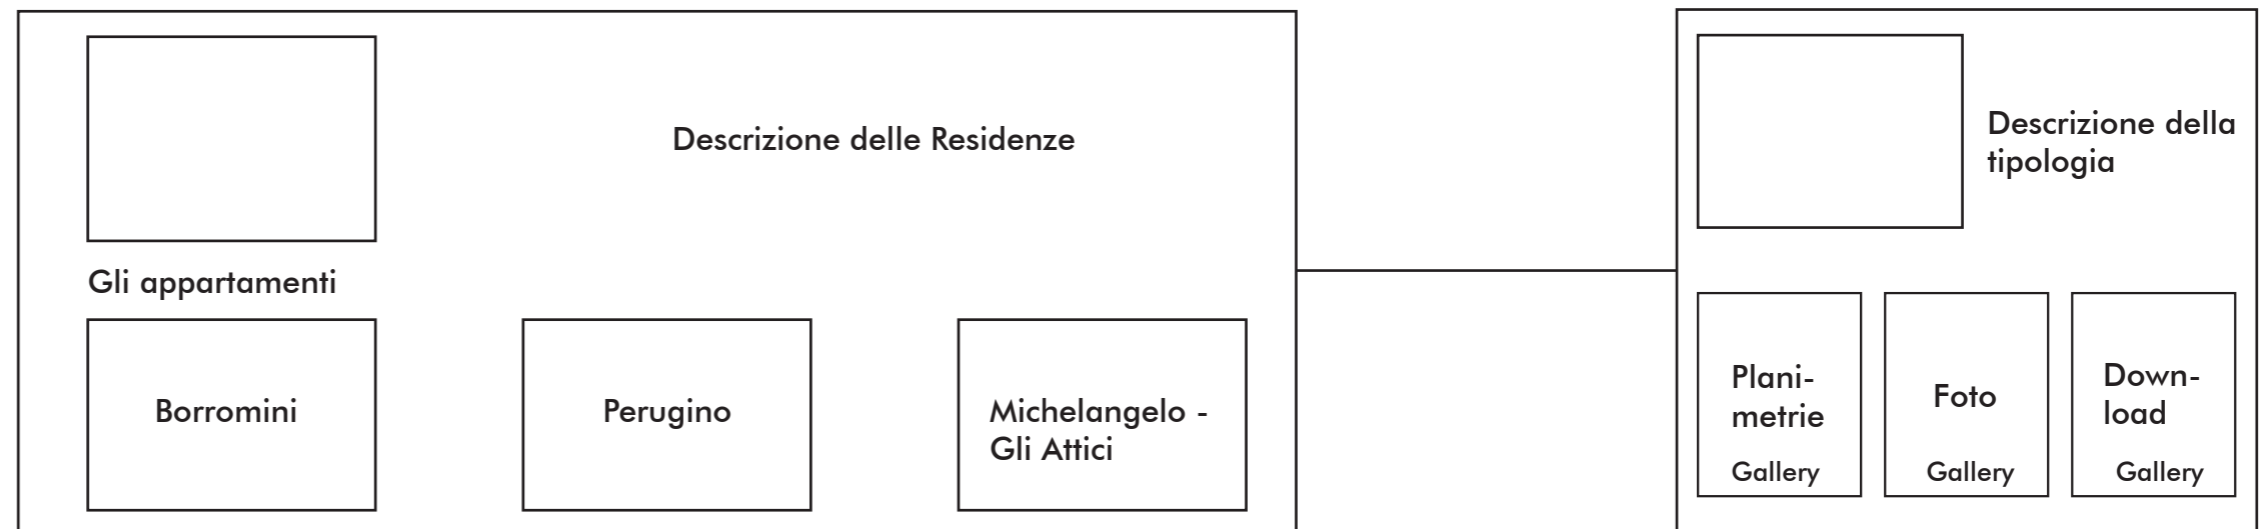 Descrizione delle Residenze
Gli appartamenti
Borromini
Perugino
Michelangelo -
Gli Attici
Descrizione della
tipologia
Plani-
metrie
Gallery
Foto
Gallery
Down-
load
Gallery